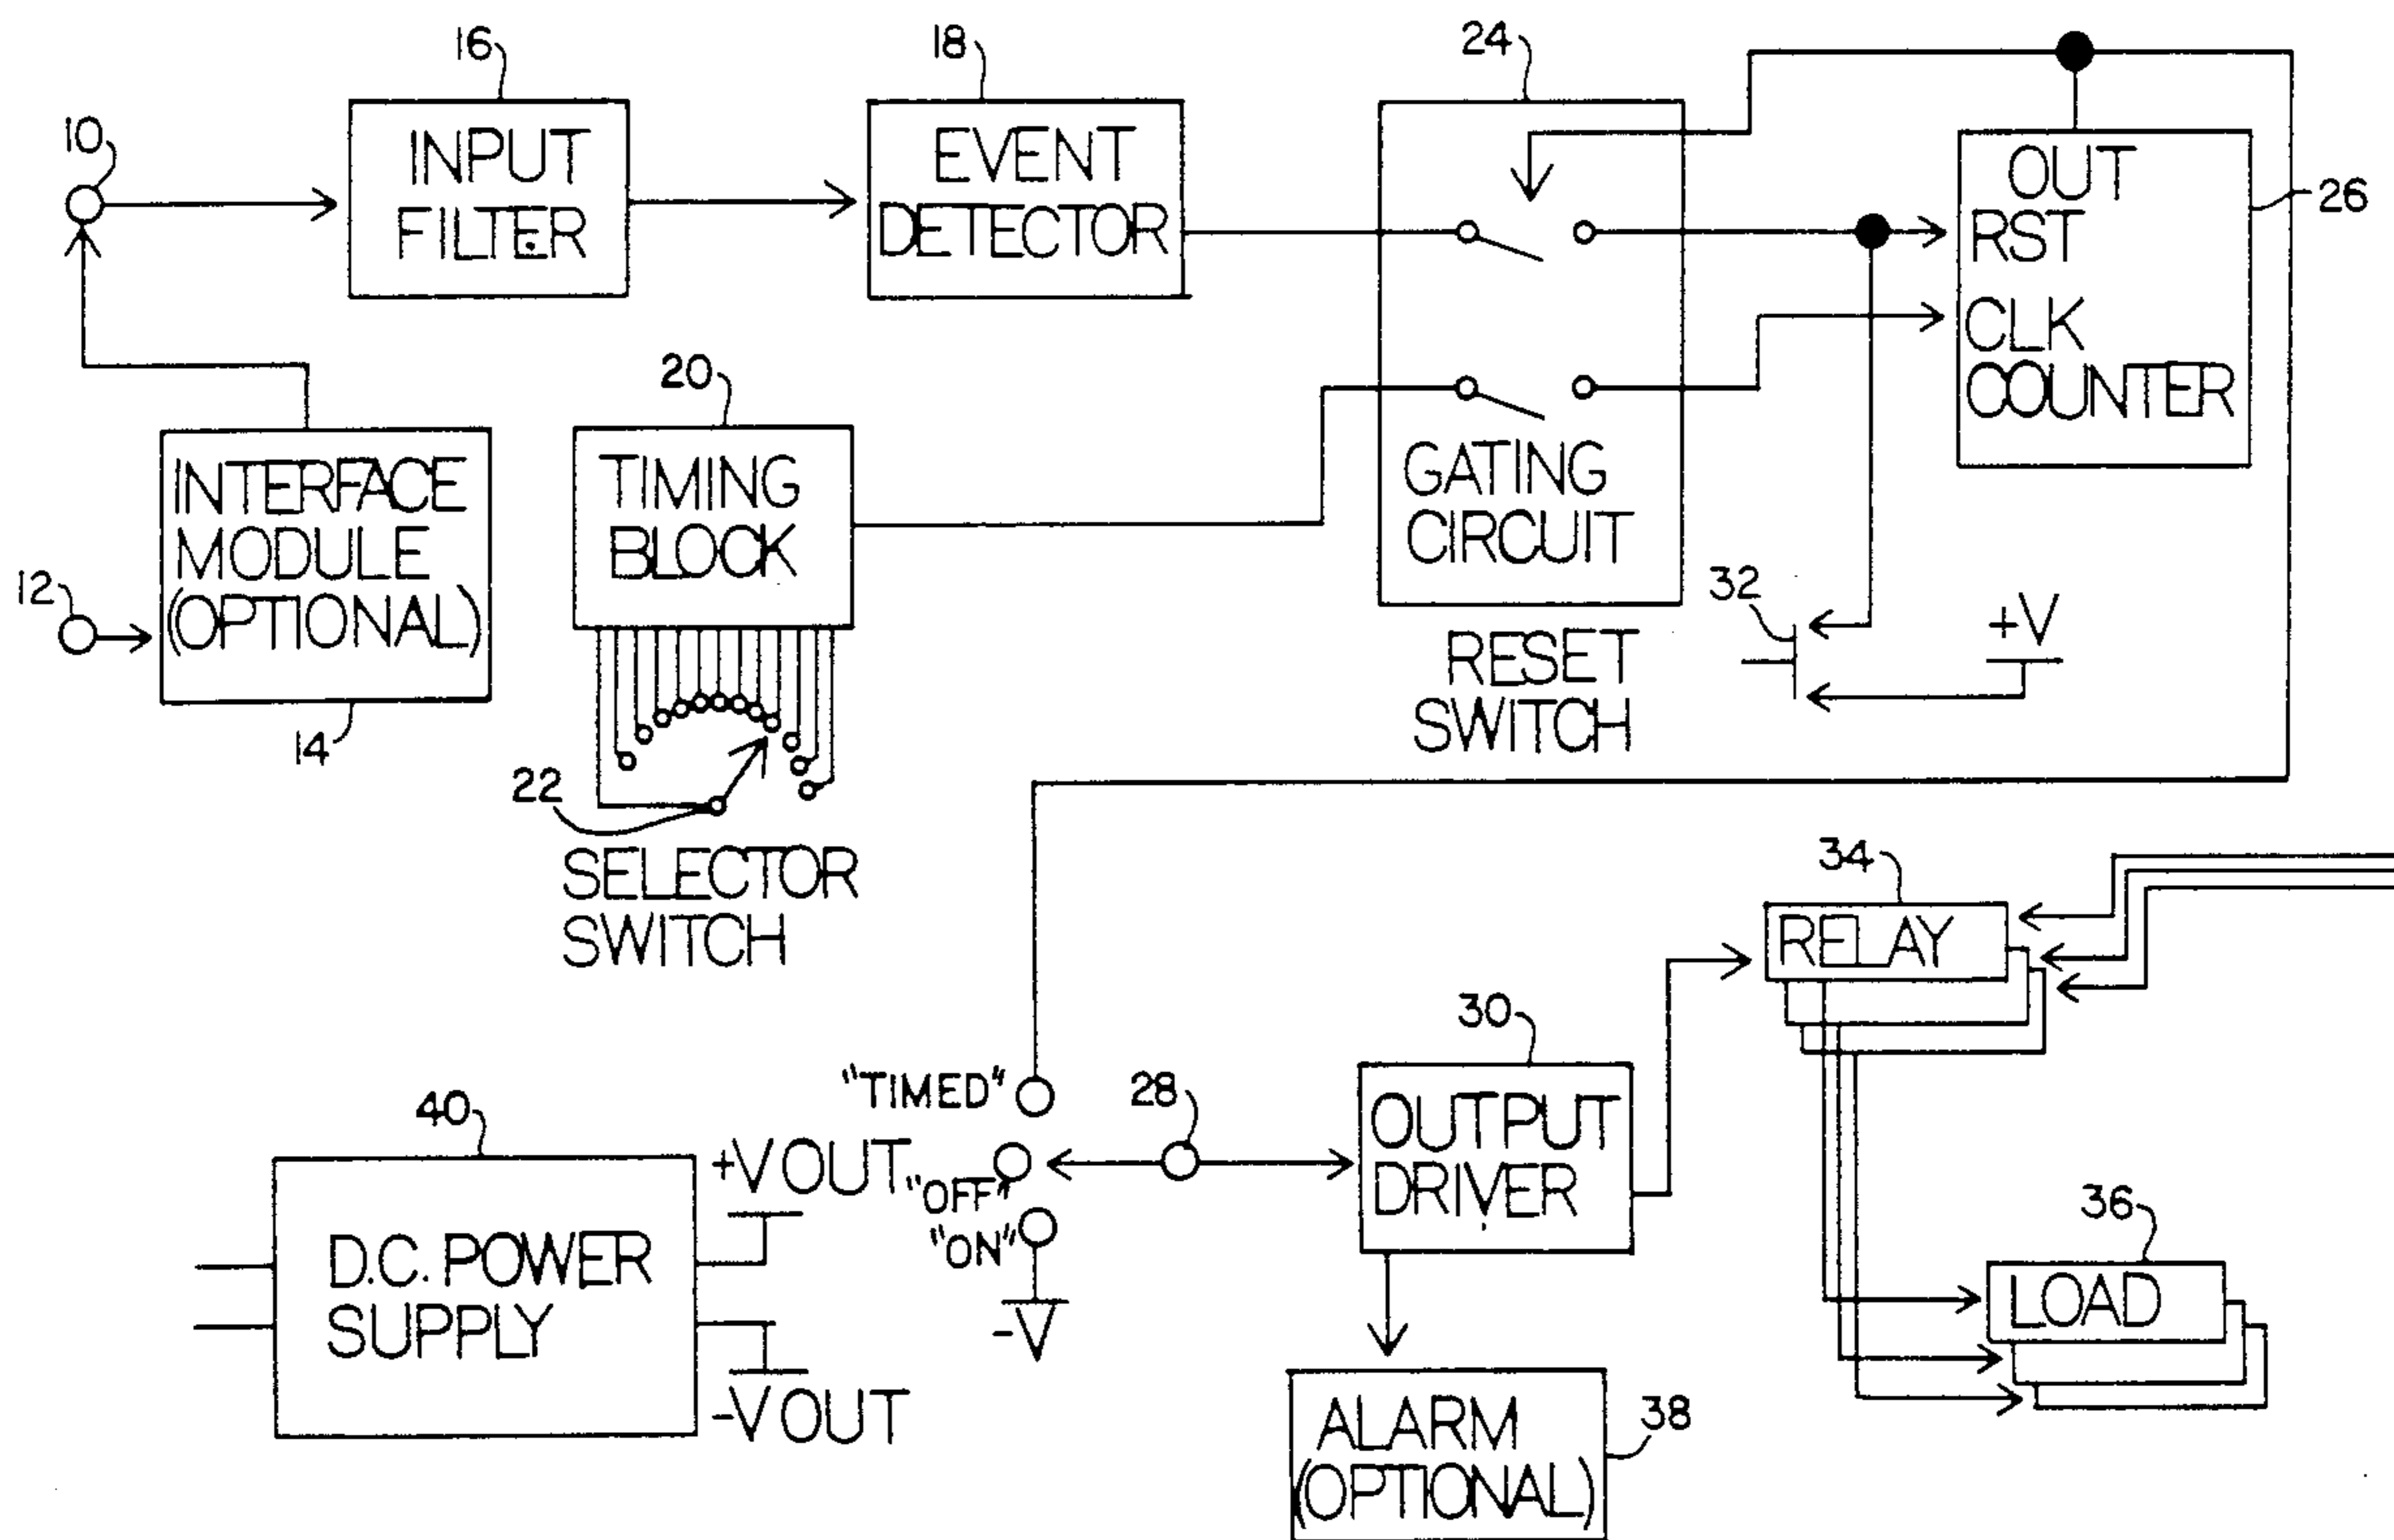 16
18
24
10
INPUT
FILTER
EVENT
DETECTOR
OUT
RST
CLK
COUNTER
26
20
INTERFACE
MODULE
(OPTIONAL)
12
14
TIMING
BLOCK
GATING
CIRCUIT
32
+V
RESET
SWITCH
22
SELECTOR
SWITCH
34
RELAY
30
"TIMED"
28
40
+VOUT
"OFF"
"ON"
-V
OUTPUT
DRIVER
36
LOAD
D.C. POWER
SUPPLY
-VOUT
ALARM
(OPTIONAL)
38